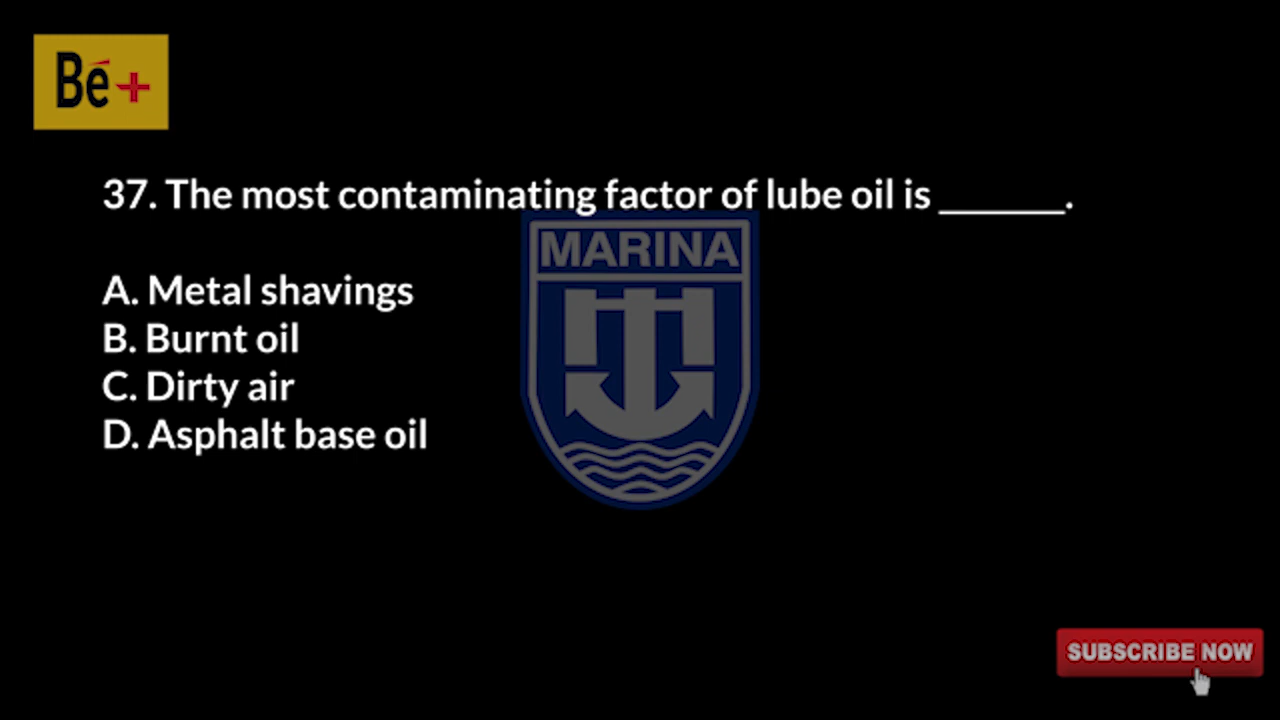 Bé+
37. The most contaminating factor of lube oil is ______.
MARINA
A. Metal shavings
B. Burnt oil
C. Dirty air
D. Asphalt base oil
SUBSCRIBE NOW